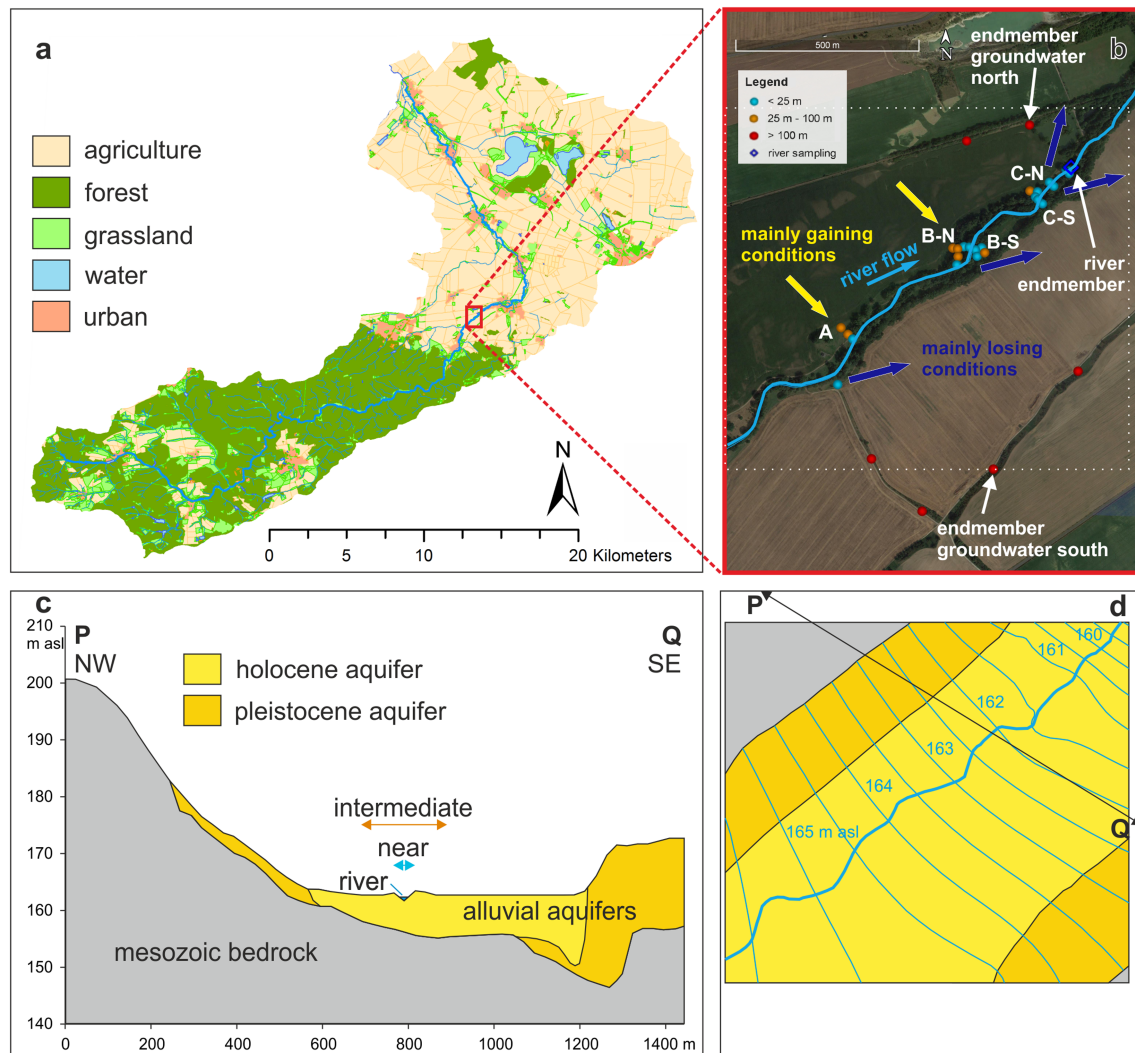 a
agriculture
forest
grassland
water
urban
N
0 5 10 20 Kilometers
b
500 m
N
Legend
< 25 m
25 m - 100 m
> 100 m
river sampling
endmember
groundwater
north
C-N
C-S
B-N
B-S
mainly gaining
conditions
river flow
river
endmember
A
mainly losing
conditions
endmember
groundwater south
c
210
m asl
P
NW
Q
SE
holocene aquifer
pleistocene aquifer
200
190
180
170
160
150
140
intermediate
near
river
alluvial aquifers
mesozoic bedrock
0 200 400 600 800 1000 1200 1400 m
d
P
160
161
162
163
164
165 m asl
Q